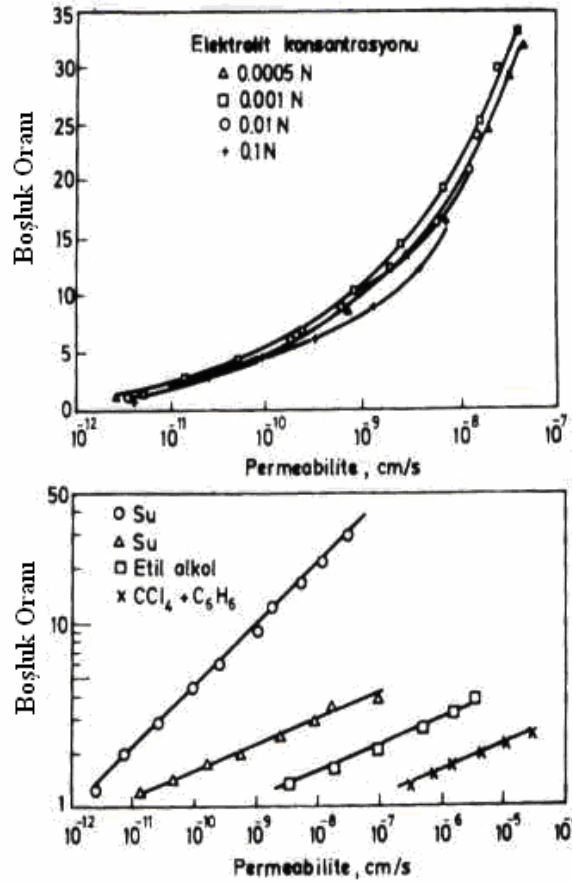 35
30
25
20
15
10
5
0
Boşluk Oranı
Elektrolit konsantrasyonu
△ 0.0005 N
□ 0.001 N
○ 0.01 N
+ 0.1 N
10⁻¹² 10⁻¹¹ 10⁻¹⁰ 10⁻⁹ 10⁻⁸ 10⁻⁷
Permeabilite, cm/s
50
10
1
Boşluk Oranı
○ Su
△ Su
□ Etil alkol
× CCl₄ + C₆H₆
10⁻¹² 10⁻¹¹ 10⁻¹⁰ 10⁻⁹ 10⁻⁸ 10⁻⁷ 10⁻⁶ 10⁻⁵
Permeabilite, cm/s